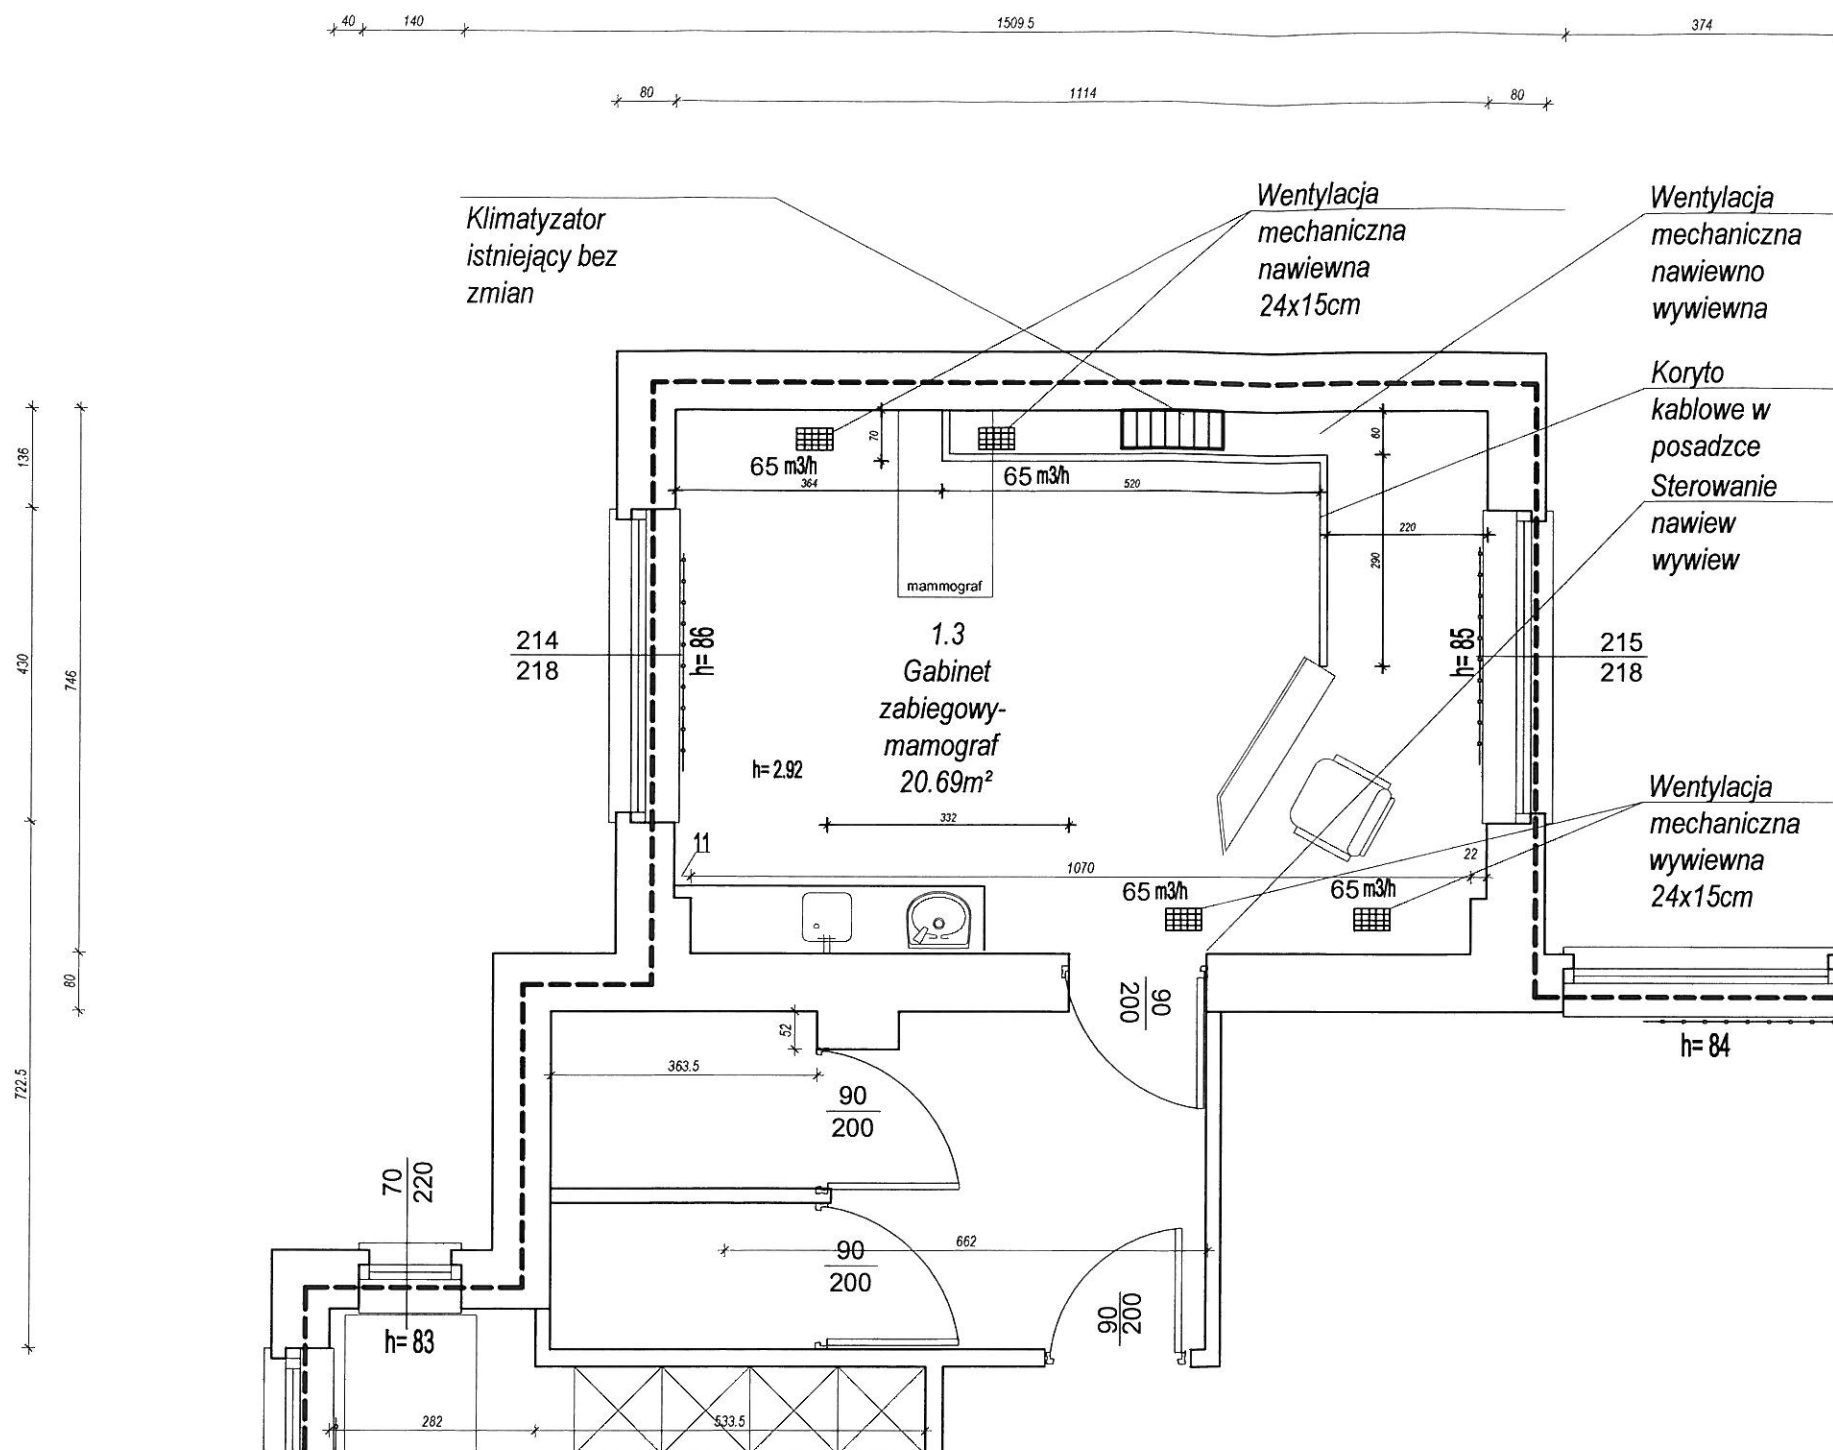 40
140
1509.5
374
80
1114
80
Klimatyzator
istniejący bez
zmian
Wentylacja
mechaniczna
nawiewna
24x15cm
Wentylacja
mechaniczna
nawiewno
wywiewna
Koryto
kablowe w
posadzce
Sterowanie
nawiew
wywiew
136
430
746
80
722.5
65 m3/h
70
65 m3/h
60
364
520
220
290
mammograf
214
218
h= 86
1.3
Gabinet
zabiegowy-
mamograf
20.69m²
h= 2.92
h= 85
215
218
332
11
1070
22
65 m3/h
65 m3/h
Wentylacja
mechaniczna
wywiewna
24x15cm
90
200
52
363.5
90
200
h= 84
70
220
662
90
200
90
200
h= 83
282
533.5